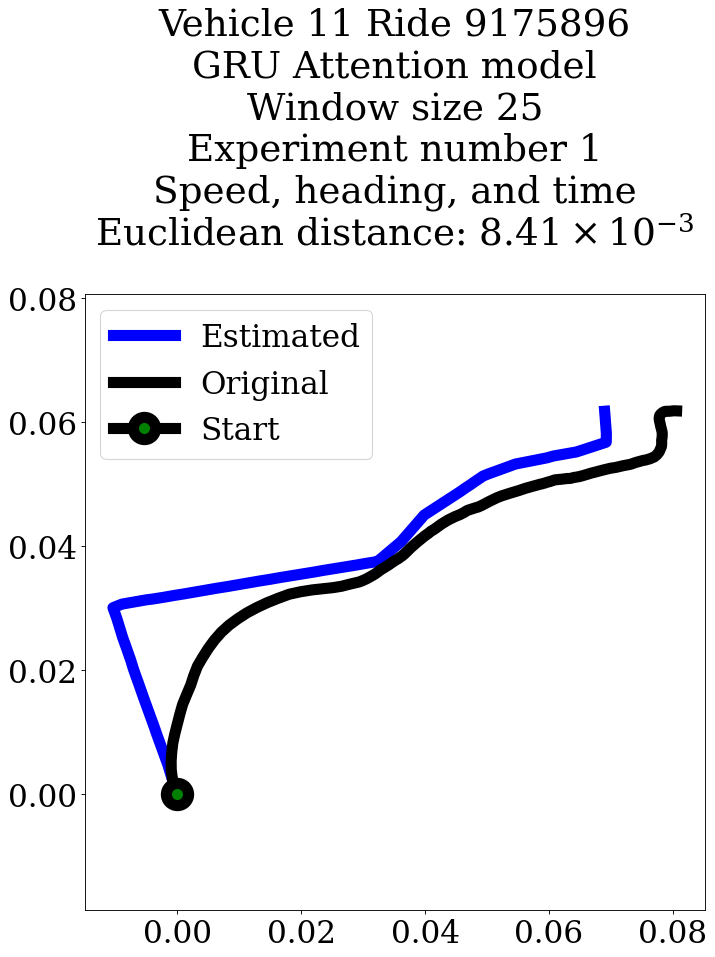 Vehicle 11 Ride 9175896
GRU Attention model
Window size 25
Experiment number 1
Speed, heading, and time
Euclidean distance: 8.41 × 10⁻³
0.08
Estimated
Original
Start
0.06
0.04
0.02
0.00
0.00 0.02 0.04 0.06 0.08